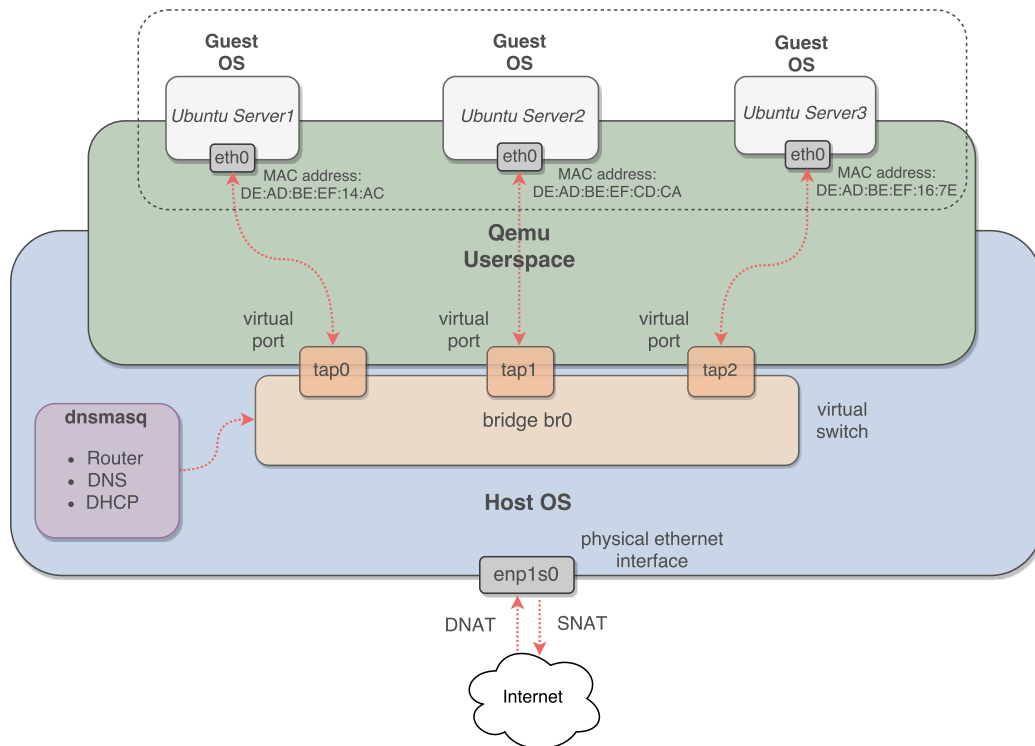 Guest
OS
Guest
OS
Guest
OS
Ubuntu Server1
Ubuntu Server2
Ubuntu Server3
eth0
eth0
eth0
MAC address:
DE:AD:BE:EF:14:AC
MAC address:
DE:AD:BE:EF:CD:CA
MAC address:
DE:AD:BE:EF:16:7E
Qemu
Userspace
virtual
port
virtual
port
virtual
port
tap0
tap1
tap2
bridge br0
virtual
switch
dnsmasq
• Router
• DNS
• DHCP
Host OS
physical ethernet
interface
enp1s0
DNAT
SNAT
Internet